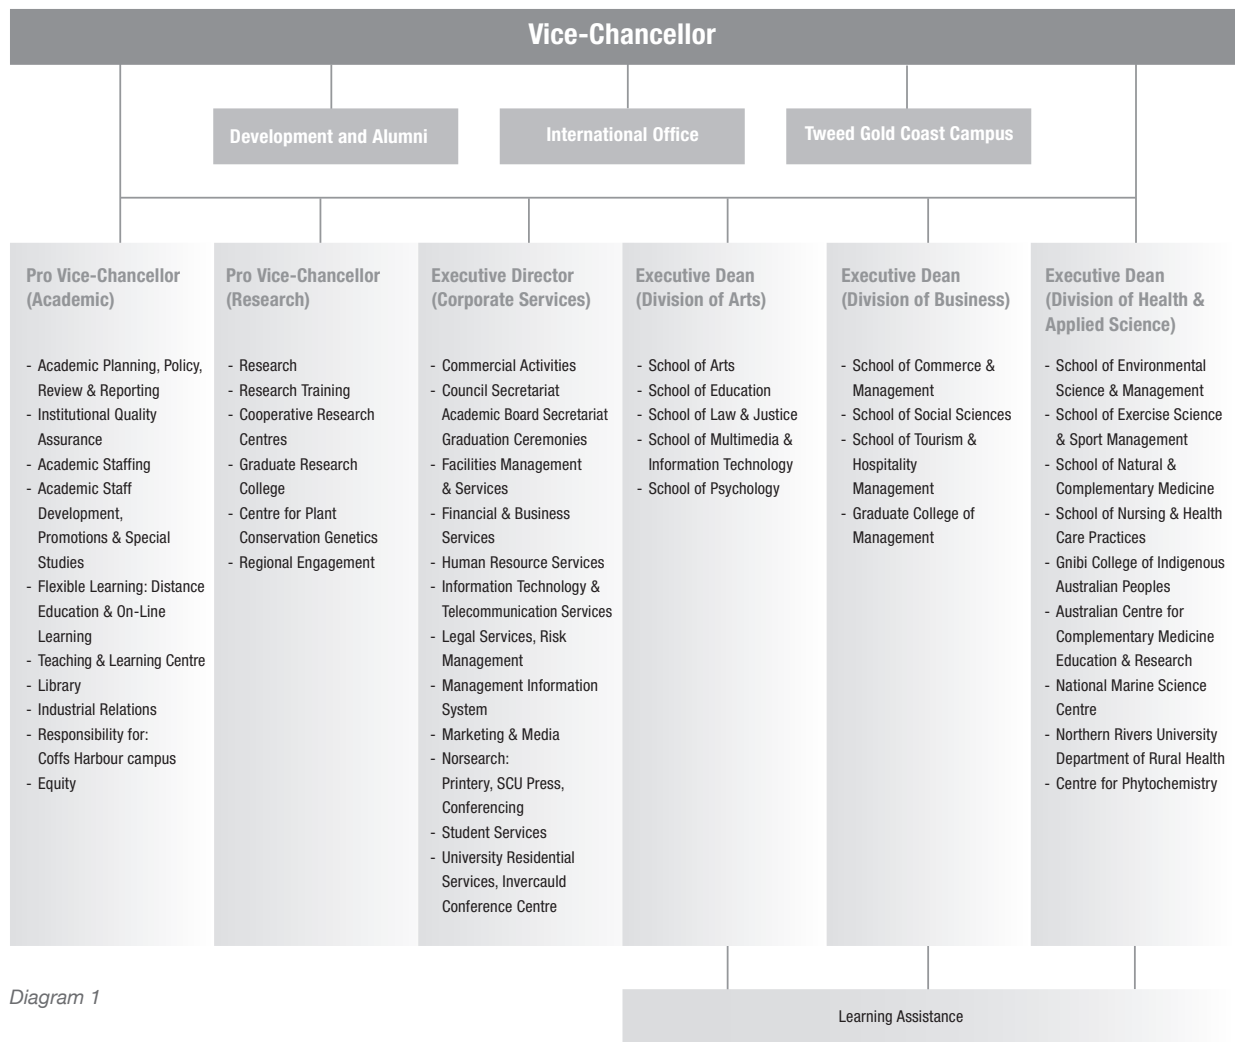 Vice-Chancellor
Development and Alumni
International Office
Tweed Gold Coast Campus
Pro Vice-Chancellor
(Academic)
- Academic Planning, Policy,
Review & Reporting
- Institutional Quality
Assurance
- Academic Staffing
- Academic Staff
Development,
Promotions & Special
Studies
- Flexible Learning: Distance
Education & On-Line
Learning
- Teaching & Learning Centre
- Library
- Industrial Relations
- Responsibility for:
Coffs Harbour campus
- Equity
Pro Vice-Chancellor
(Research)
- Research
- Research Training
- Cooperative Research
Centres
- Graduate Research
College
- Centre for Plant
Conservation Genetics
- Regional Engagement
Executive Director
(Corporate Services)
- Commercial Activities
- Council Secretariat
Academic Board Secretariat
Graduation Ceremonies
- Facilities Management
& Services
- Financial & Business
Services
- Human Resource Services
- Information Technology &
Telecommunication Services
- Legal Services, Risk
Management
- Management Information
System
- Marketing & Media
- Norsearch:
Printery, SCU Press,
Conferencing
- Student Services
- University Residential
Services, Invercauld
Conference Centre
Executive Dean
(Division of Arts)
- School of Arts
- School of Education
- School of Law & Justice
- School of Multimedia &
Information Technology
- School of Psychology
Executive Dean
(Division of Business)
- School of Commerce &
Management
- School of Social Sciences
- School of Tourism &
Hospitality
Management
- Graduate College of
Management
Executive Dean
(Division of Health &
Applied Science)
- School of Environmental
Science & Management
- School of Exercise Science
& Sport Management
- School of Natural &
Complementary Medicine
- School of Nursing & Health
Care Practices
- Gnibi College of Indigenous
Australian Peoples
- Australian Centre for
Complementary Medicine
Education & Research
- National Marine Science
Centre
- Northern Rivers University
Department of Rural Health
- Centre for Phytochemistry
Learning Assistance
Diagram 1